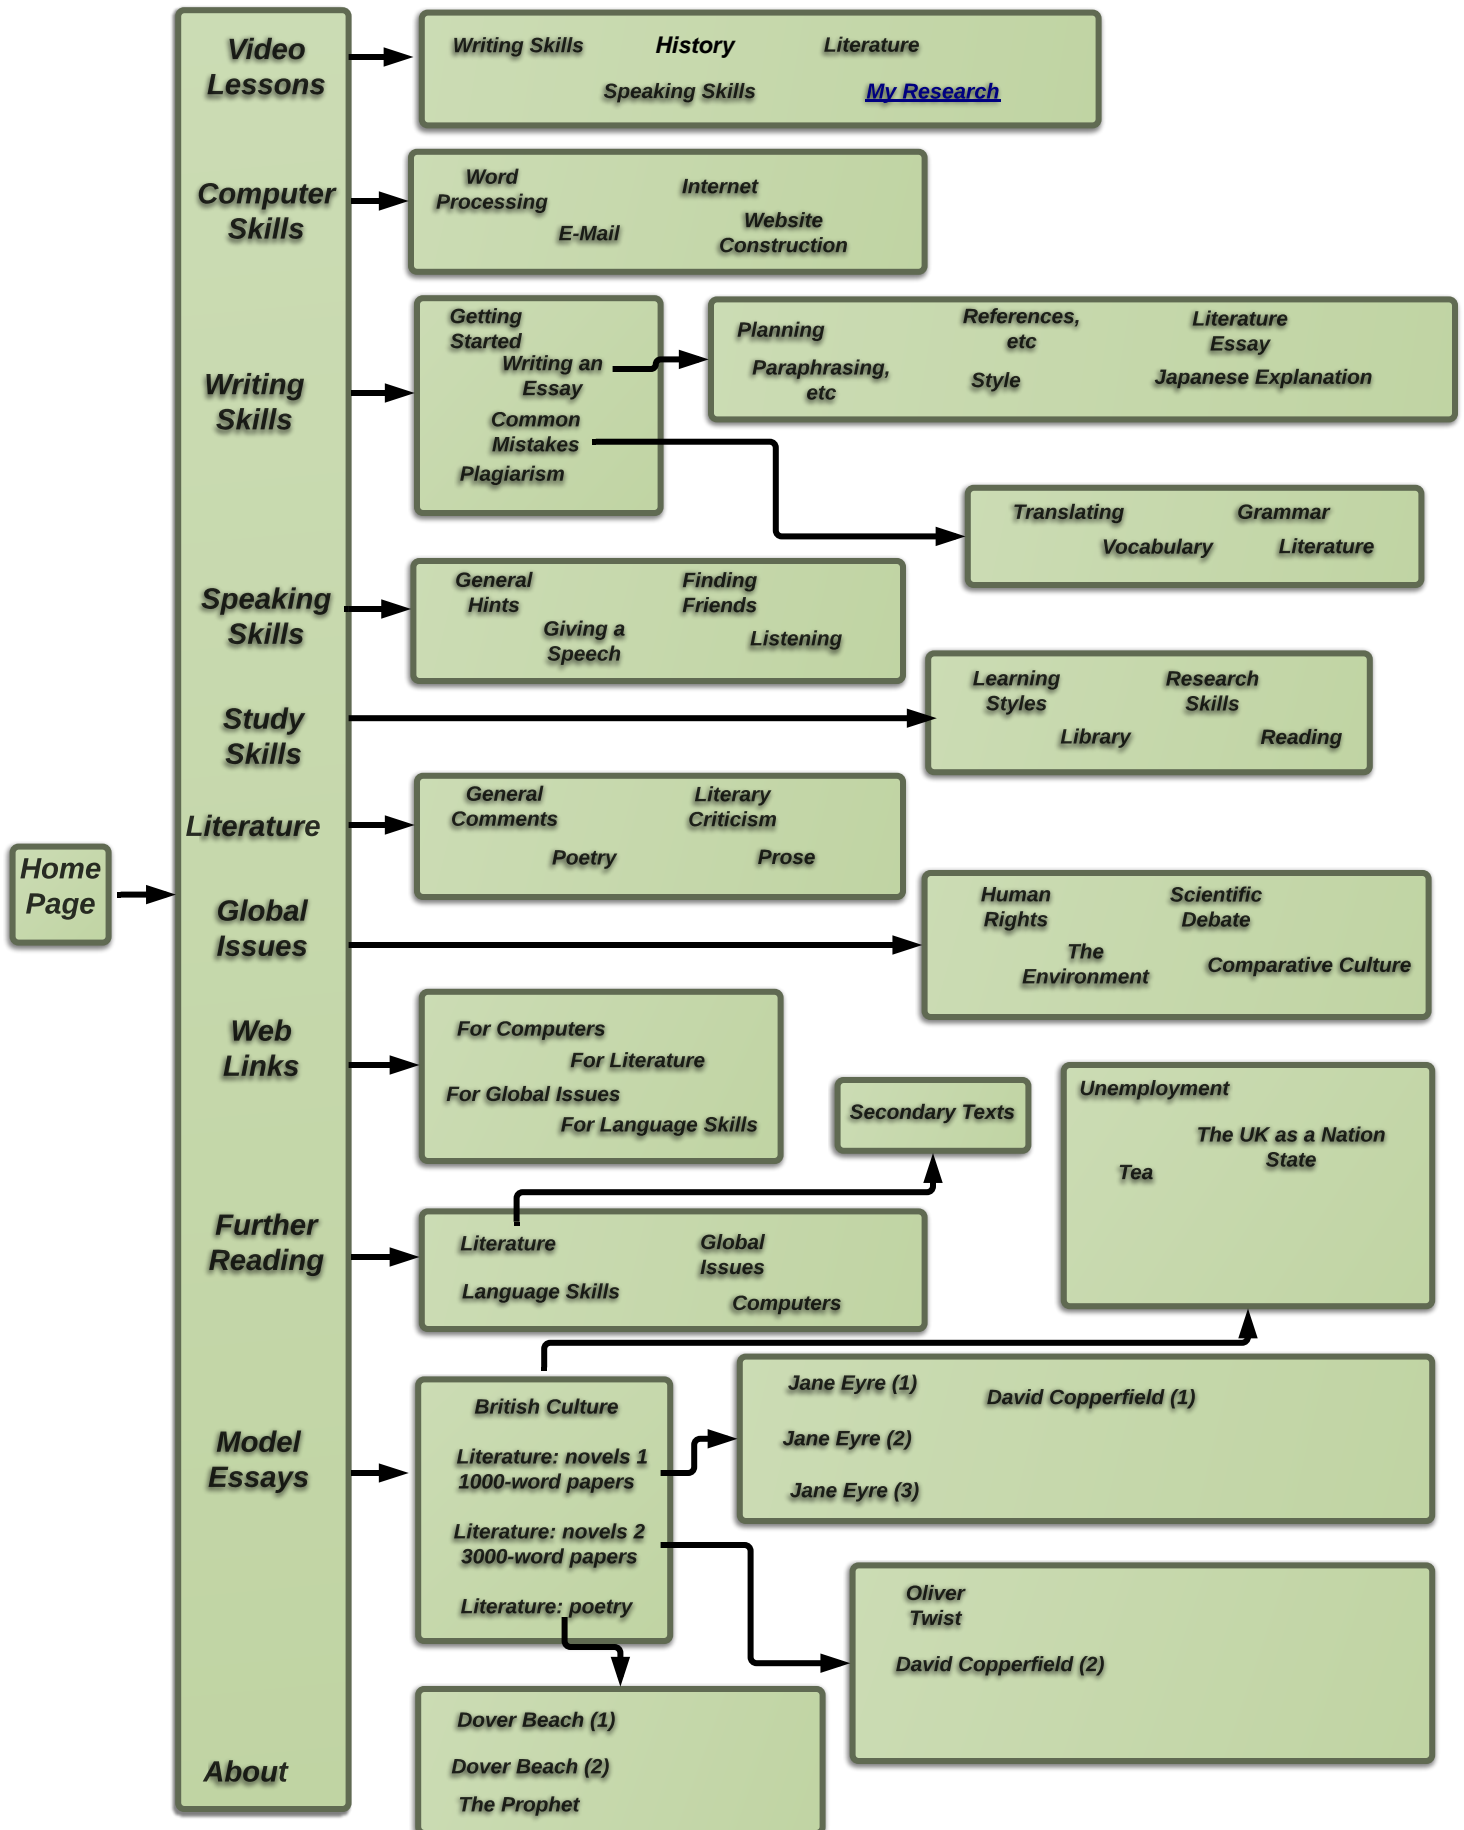 Home
Page
Video
Lessons
Writing Skills
History
Literature
Speaking Skills
My Research
Computer
Skills
Word
Processing
Internet
E-Mail
Website
Construction
Writing
Skills
Getting
Started
Writing an
Essay
Common
Mistakes
Plagiarism
Planning
References,
etc
Literature
Essay
Paraphrasing,
etc
Style
Japanese Explanation
Translating
Grammar
Vocabulary
Literature
Speaking
Skills
General
Hints
Finding
Friends
Giving a
Speech
Listening
Study
Skills
Learning
Styles
Research
Skills
Library
Reading
Literature
General
Comments
Literary
Criticism
Poetry
Prose
Global
Issues
Human
Rights
Scientific
Debate
The
Environment
Comparative Culture
Web
Links
For Computers
For Literature
For Global Issues
For Language Skills
Further
Reading
Literature
Global
Issues
Language Skills
Computers
Secondary Texts
Model
Essays
British Culture
Literature: novels 1
1000-word papers
Literature: novels 2
3000-word papers
Literature: poetry
Unemployment
The UK as a Nation
State
Tea
Jane Eyre (1)
David Copperfield (1)
Jane Eyre (2)
Jane Eyre (3)
Oliver
Twist
David Copperfield (2)
Dover Beach (1)
Dover Beach (2)
The Prophet
About